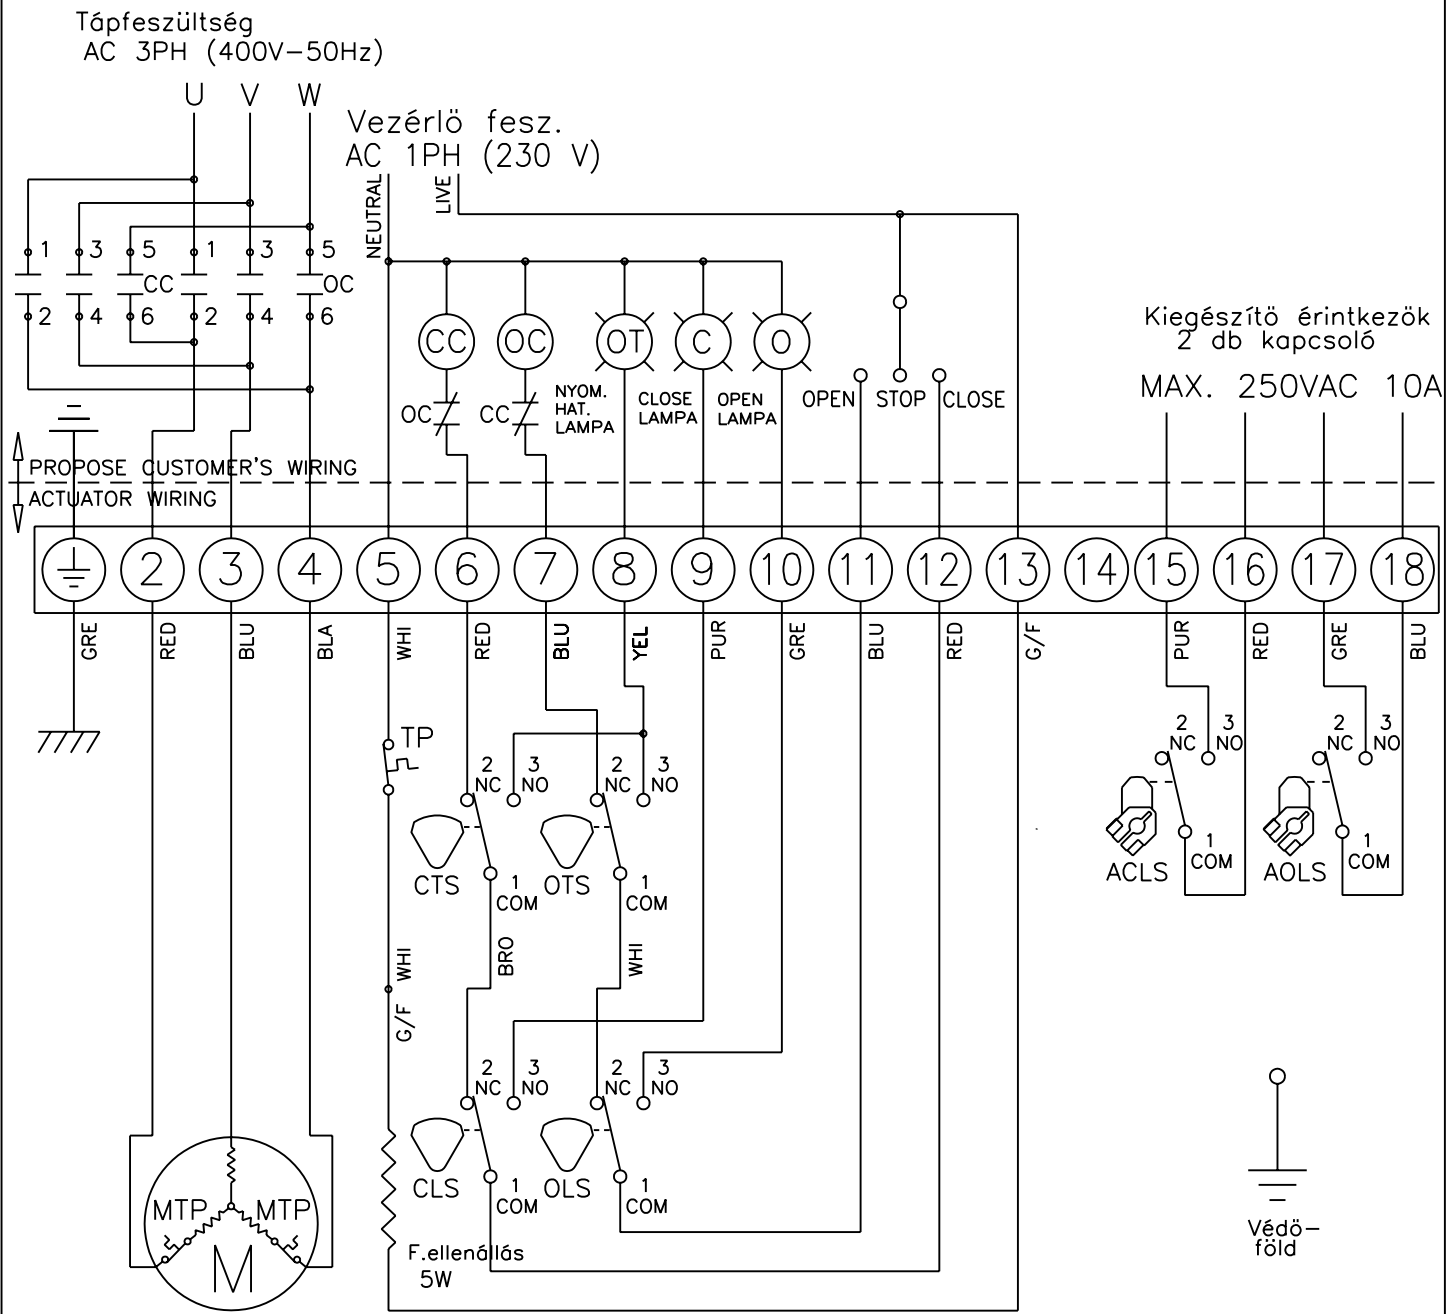 Tápfeszültség
AC 3PH (400V-50Hz)
U V W
Vezérlö fesz.
AC 1PH (230 V)
NEUTRAL
LIVE
1 3 5 1 3 5
CC OC
2 4 6 2 4 6
CC OC OT C O
OC CC
NYOM.
HAT.
LAMPA
CLOSE
LAMPA
OPEN
LAMPA
OPEN STOP CLOSE
Kiegészítö érintkezök
2 db kapcsoló
MAX. 250VAC 10A
PROPOSE CUSTOMER'S WIRING
ACTUATOR WIRING
2 3 4 5 6 7 8 9 10 11 12 13 14 15 16 17 18
GRE RED BLU BLA WHI RED BLU YEL PUR GRE BLU RED G/F PUR RED GRE BLU
TP
2 3 2 3
NC NO NC NO
2 3 2 3
NC NO NC NO
CTS OTS
1 1
COM COM
1 1
COM COM
ACLS AOLS
WHI BRO WHI
G/F
2 3 2 3
NC NO NC NO
CLS OLS
1 1
COM COM
MTP MTP
M
F.ellenállás
5W
Védö-
föld